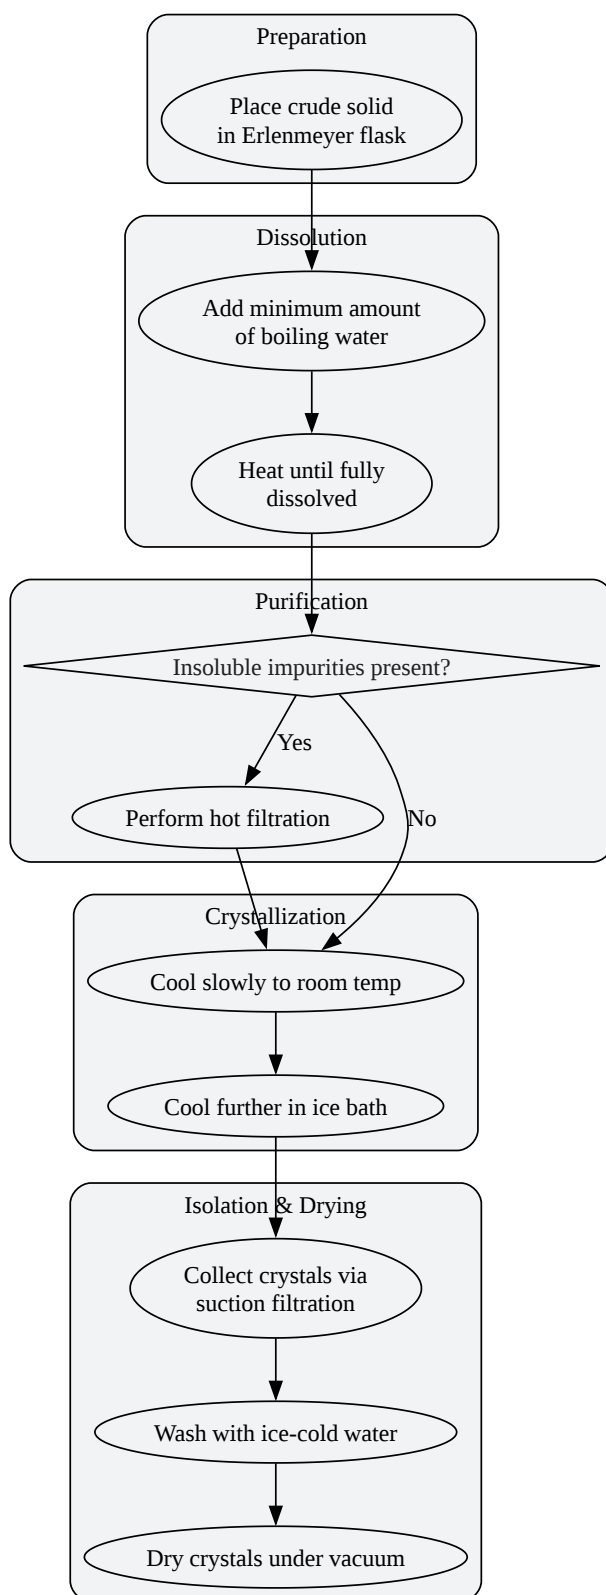 Preparation
Place crude solid
in Erlenmeyer flask
Dissolution
Add minimum amount
of boiling water
Heat until fully
dissolved
Purification
Insoluble impurities present?
Yes
Perform hot filtration
No
Crystallization
Cool slowly to room temp
Cool further in ice bath
Isolation & Drying
Collect crystals via
suction filtration
Wash with ice-cold water
Dry crystals under vacuum